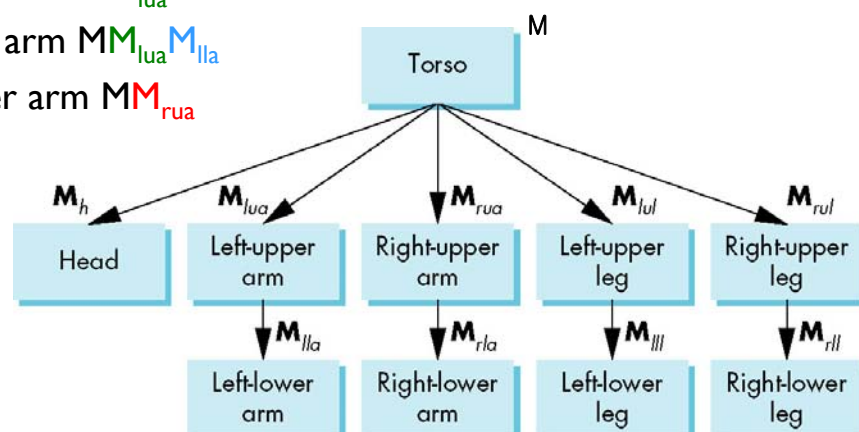 lua
arm MM_lua M_lla
M
Torso
er arm MM_rua
M_h M_lua M_rua M_lul M_rul
Head
Left-upper
arm
Right-upper
arm
Left-upper
leg
Right-upper
leg
M_lla M_rla M_lll M_rll
Left-lower
arm
Right-lower
arm
Left-lower
leg
Right-lower
leg